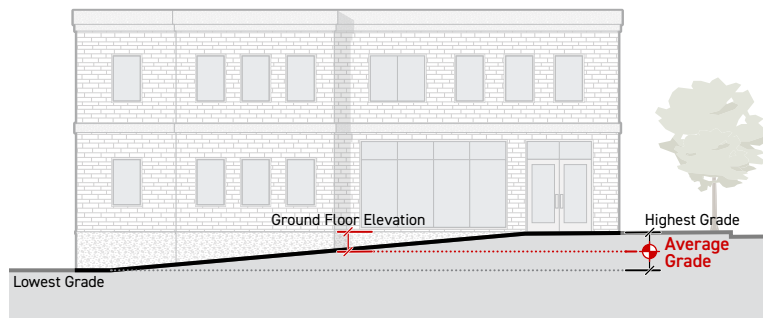 Ground Floor Elevation
Highest Grade
Average
Grade
Lowest Grade